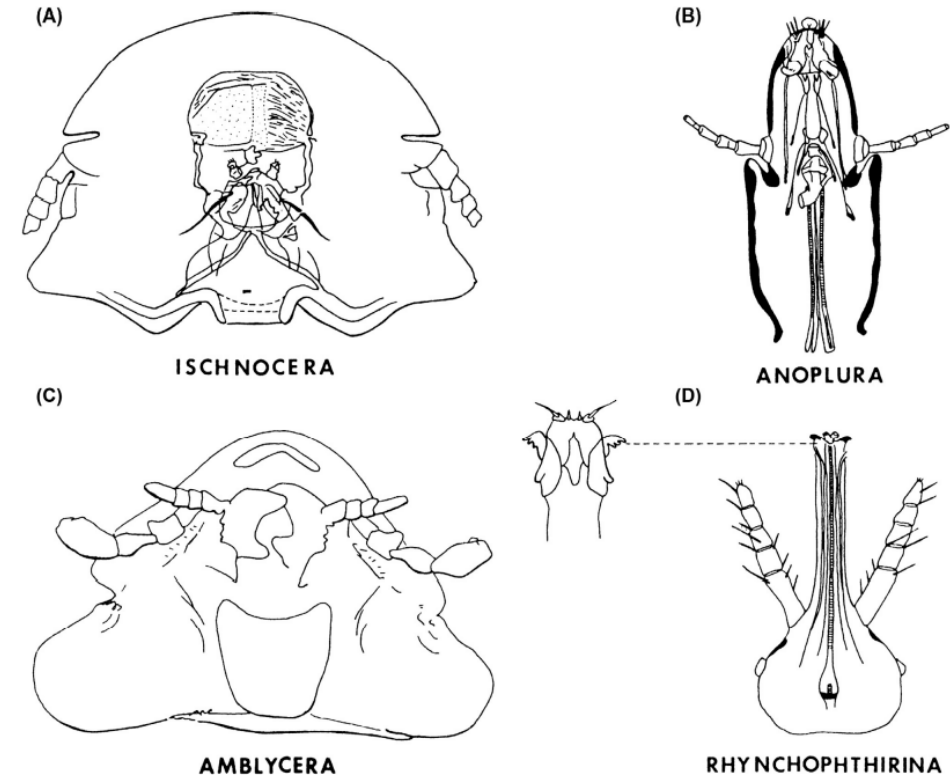 (A)
ISCHNOCERA
(B)
ANOPLURA
(C)
AMBLYCERA
(D)
RHYNCHOPHTHIRINA